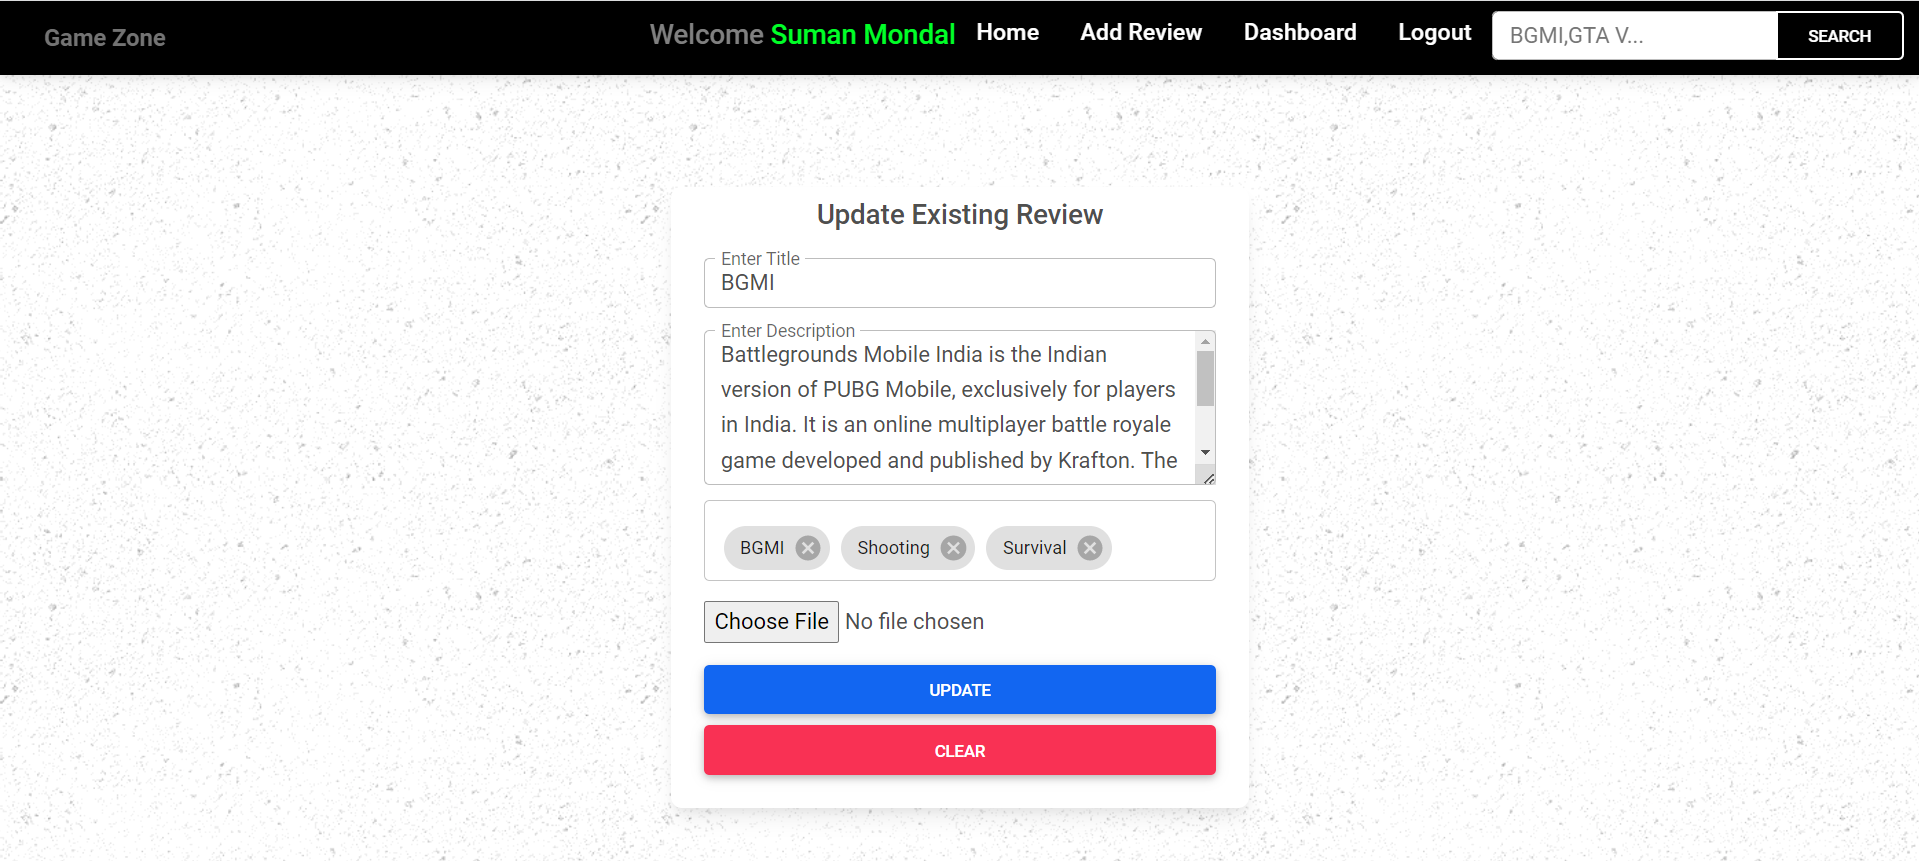 Game Zone
Welcome Suman Mondal Home Add Review Dashboard Logout BGMI,GTA V... SEARCH
Update Existing Review
Enter Title
BGMI
Enter Description
Battlegrounds Mobile India is the Indian
version of PUBG Mobile, exclusively for players
in India. It is an online multiplayer battle royale
game developed and published by Krafton. The
BGMI Shooting Survival
Choose File No file chosen
UPDATE
CLEAR